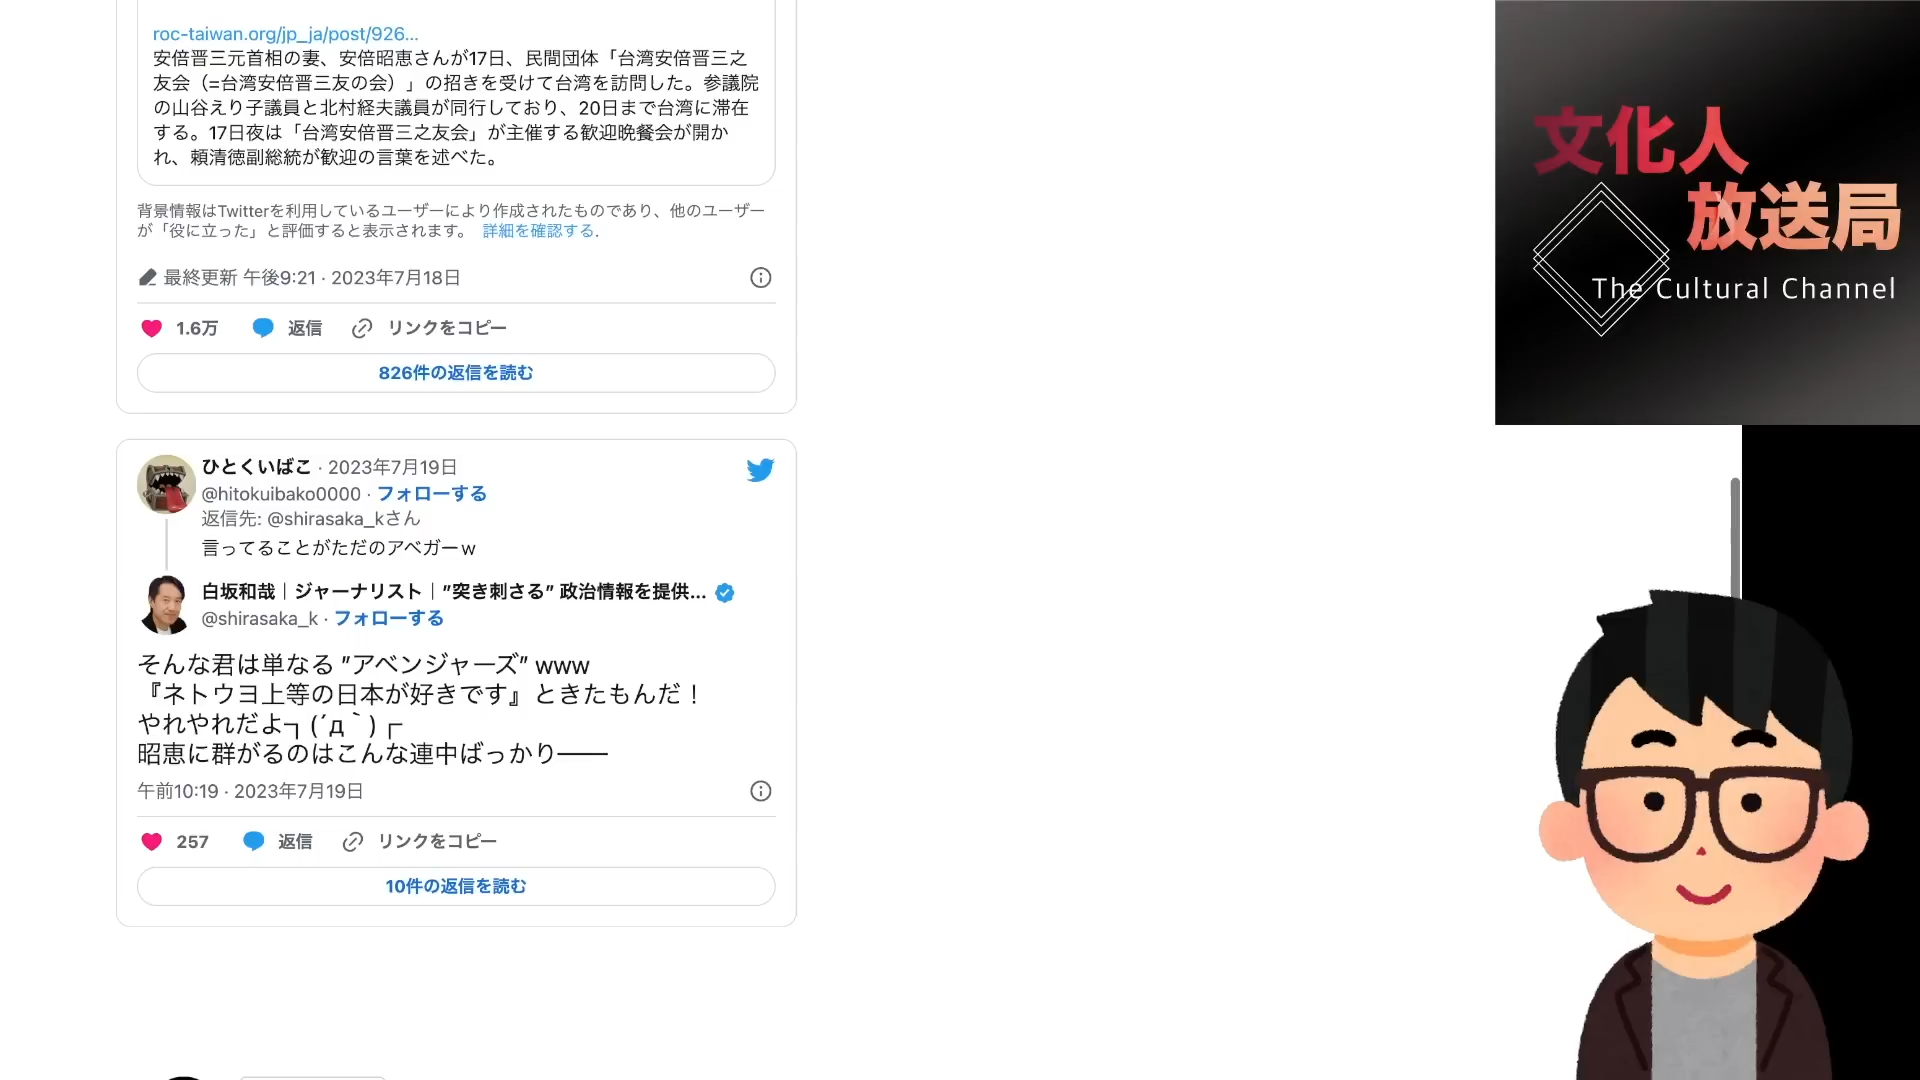 roc-taiwan.org/jp_ja/post/926…
安倍晋三元首相の妻、安倍昭恵さんが17日、民間団体「台湾安倍晋三之
友会（=台湾安倍晋三友の会）」の招きを受けて台湾を訪問した。参議院
の山谷えり子議員と北村経夫議員が同行しており、20日まで台湾に滞在
する。17日夜は「台湾安倍晋三之友会」が主催する歓迎晩餐会が開か
れ、頼清徳副総統が歓迎の言葉を述べた。
背景情報はTwitterを利用しているユーザーにより作成されたものであり、他のユーザー
が「役に立った」と評価すると表示されます。 詳細を確認する.
最終更新 午後9:21 · 2023年7月18日
1.6万 返信 リンクをコピー
826件の返信を読む
ひとくいばこ · 2023年7月19日
@hitokuibako0000 · フォローする
返信先: @shirasaka_kさん
言ってることがただのアベガーｗ
白坂和哉｜ジャーナリスト｜”突き刺さる” 政治情報を提供…
@shirasaka_k · フォローする
そんな君は単なる ”アベンジャーズ” www
『ネトウヨ上等の日本が好きです』ときたもんだ！
やれやれだよ┐(´д｀)┌
昭恵に群がるのはこんな連中ばっかり――
午前10:19 · 2023年7月19日
257 返信 リンクをコピー
10件の返信を読む
文化人
放送局
The Cultural Channel